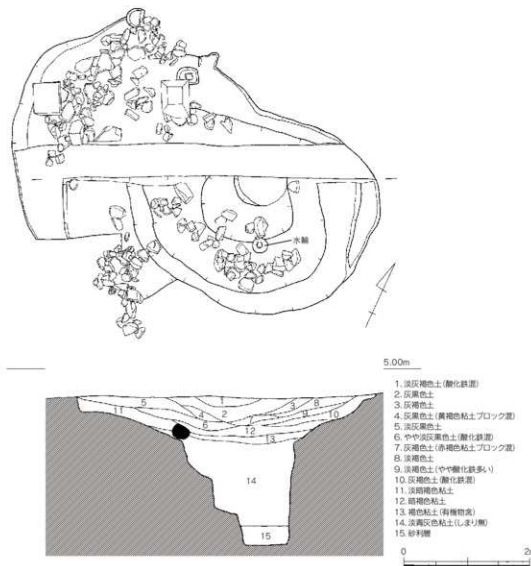 水輪
5.00m
1. 淡灰褐色土(酸化鉄混)
2. 灰黒色土
3. 灰褐色土
4. 灰黒色土(黄褐色粘土ブロック混)
5. 淡灰黒色土
6. やや淡灰黒色土(酸化鉄混)
7. 灰褐色土(赤褐色粘土ブロック混)
8. 淡褐色土
9. 淡褐色土(やや酸化鉄多い)
10. 灰褐色土(酸化鉄混)
11. 淡暗褐色粘土
12. 暗褐色粘土
13. 褐色粘土(有機物含)
14. 淡青灰色粘土(しまり無)
15. 砂利層
1
5
2
3
8
11
6
9
10
12
13
14
15
0
2m